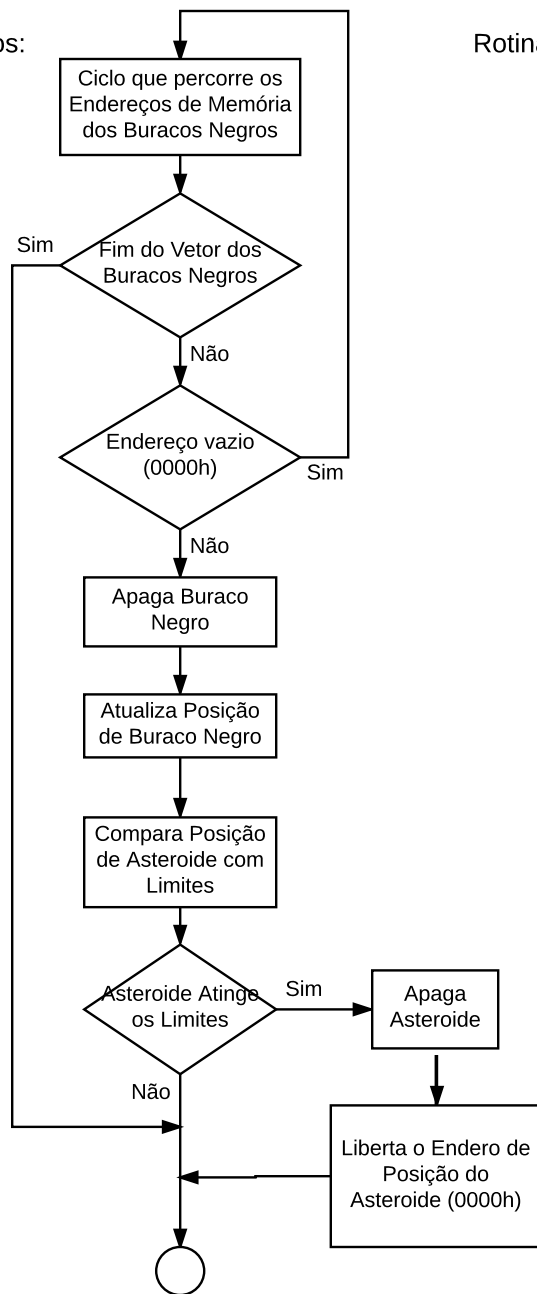 os:
Rotina
Ciclo que percorre os
Endereços de Memória
dos Buracos Negros
Sim
Fim do Vetor dos
Buracos Negros
Não
Endereço vazio
(0000h)
Sim
Não
Apaga Buraco
Negro
Atualiza Posição
de Buraco Negro
Compara Posição
de Asteroide com
Limites
Asteroide Atinge
os Limites
Sim
Apaga
Asteroide
Não
Liberta o Endero de
Posição do
Asteroide (0000h)